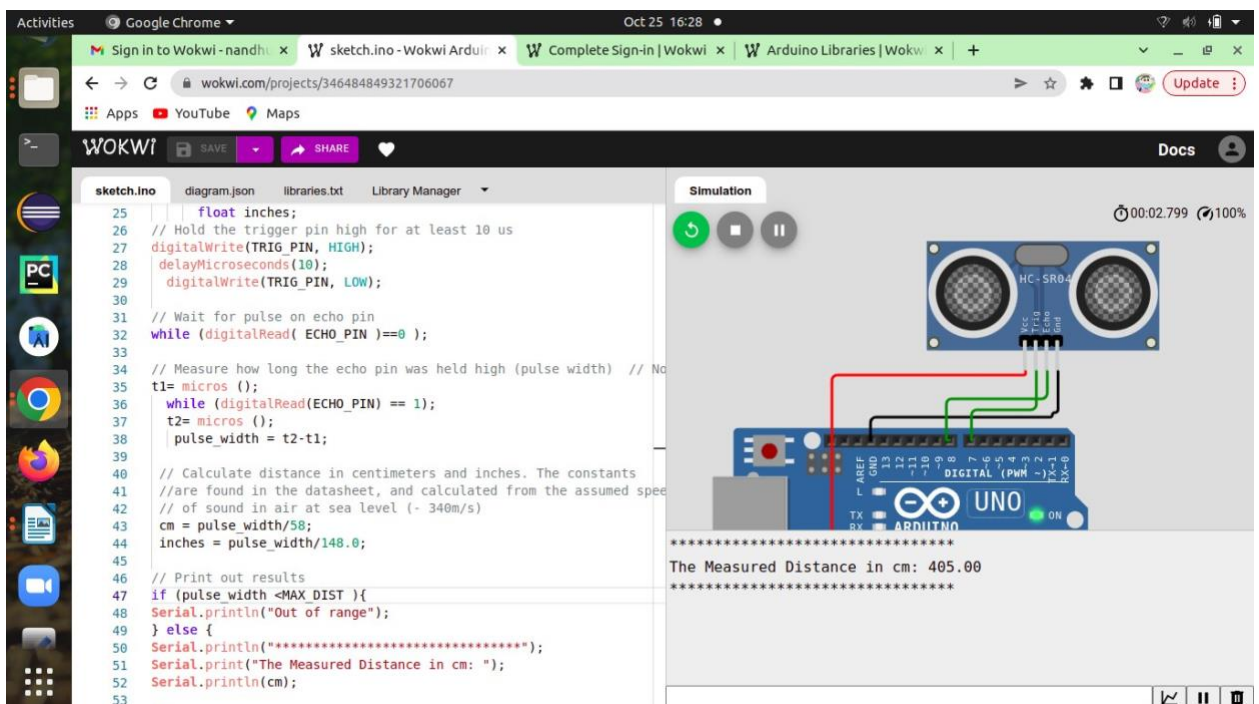 Activities Google Chrome Oct 25 16:28
Sign in to Wokwi - nandhu sketch.ino - Wokwi Arduin Complete Sign-in | Wokwi Arduino Libraries | Wokwi
wokwi.com/projects/346484849321706067 Update
Apps YouTube Maps
WOKWI SAVE SHARE Docs
sketch.ino diagram.json libraries.txt Library Manager
25 float inches;
26 // Hold the trigger pin high for at least 10 us
27 digitalWrite(TRIG_PIN, HIGH);
28 delayMicroseconds(10);
29 digitalWrite(TRIG_PIN, LOW);
30
31 // Wait for pulse on echo pin
32 while (digitalRead( ECHO_PIN )==0 );
33
34 // Measure how long the echo pin was held high (pulse width) // No
35 t1= micros ();
36 while (digitalRead(ECHO_PIN) == 1);
37 t2= micros ();
38 pulse_width = t2-t1;
39
40 // Calculate distance in centimeters and inches. The constants
41 //are found in the datasheet, and calculated from the assumed spee
42 // of sound in air at sea level (- 340m/s)
43 cm = pulse_width/58;
44 inches = pulse_width/148.0;
45
46 // Print out results
47 if (pulse_width <MAX_DIST ){
48 Serial.println("Out of range");
49 } else {
50 Serial.println("********************************");
51 Serial.print("The Measured Distance in cm: ");
52 Serial.println(cm);
53
Simulation
00:02.799 100%
HC-SR04
Vcc
Trig
Echo
Gnd
AREF
GND
13
12
~11
~10
~9
8
7
~6
~5
4
~3
2
TX→1
RX←0
DIGITAL (PWM ~)
L
TX
RX
UNO
ON
ARDUINO
********************************
The Measured Distance in cm: 405.00
********************************
PC